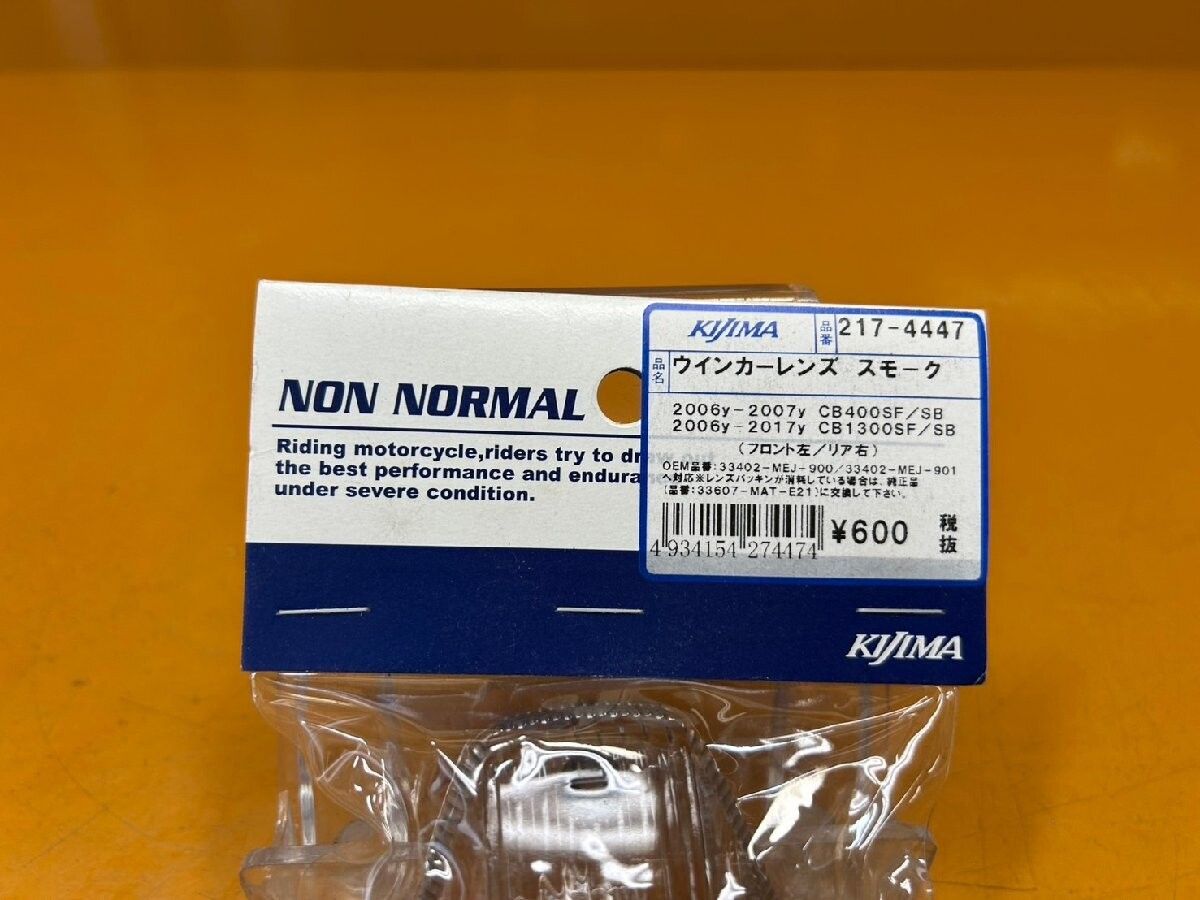 NON NORMAL
Riding motorcycle,riders try to draw out
the best performance and endura
under severe condition.
KIJIMA 品番 217-4447
品名 ウインカーレンズ スモーク
2006y-2007y CB400SF/SB
2006y-2017y CB1300SF/SB
(フロント左/リア右)
OEM品番:33402-MEJ-900/33402-MEJ-901
へ対応※レンズパッキンが消耗している場合は、純正品
(品番:33607-MAT-E21)に交換して下さい。
4 934154 274474 ¥600 税抜
KIJIMA